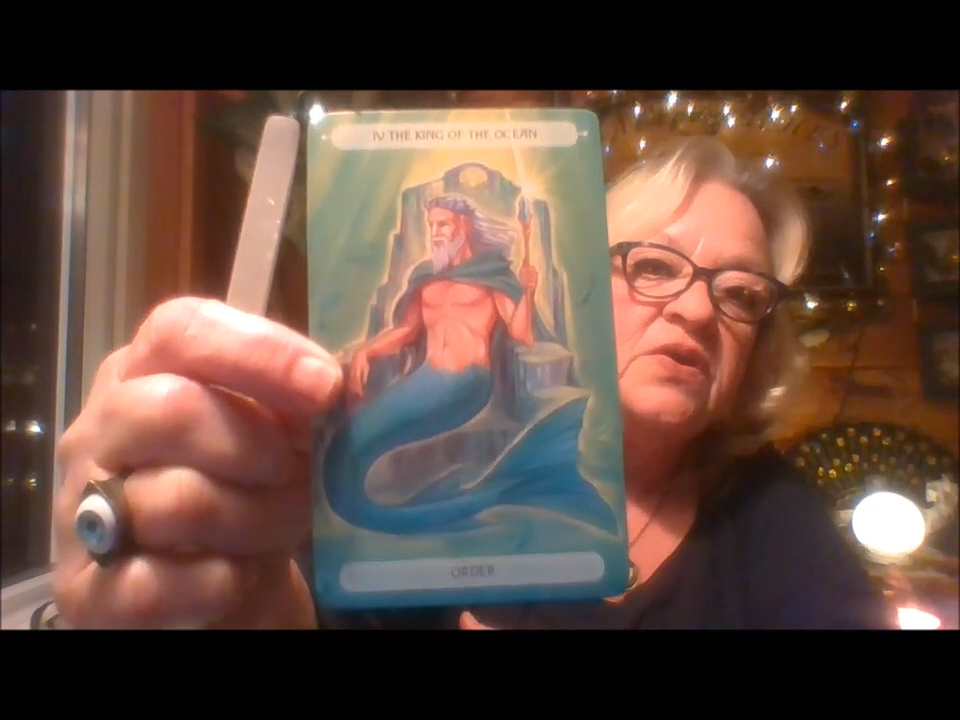 IV THE KING OF THE OCEAN
ORDER